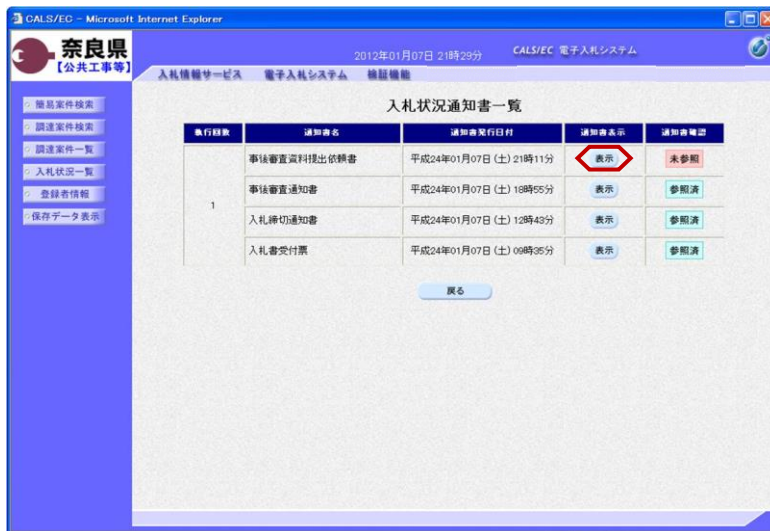 CALS/EC - Microsoft Internet Explorer
奈良県
【公共工事等】
2012年01月07日 21時29分
CALS/EC 電子入札システム
入札情報サービス 電子入札システム 検証機能
簡易案件検索
調達案件検索
調達案件一覧
入札状況一覧
登録者情報
保存データ表示
入札状況通知書一覧
執行回数 通知書名 通知書発行日付 通知書表示 通知書確認
1
事後審査資料提出依頼書 平成24年01月07日 (土) 21時11分 表示 未参照
事後審査通知書 平成24年01月07日 (土) 18時55分 表示 参照済
入札締切通知書 平成24年01月07日 (土) 12時43分 表示 参照済
入札書受付票 平成24年01月07日 (土) 09時35分 表示 参照済
戻る